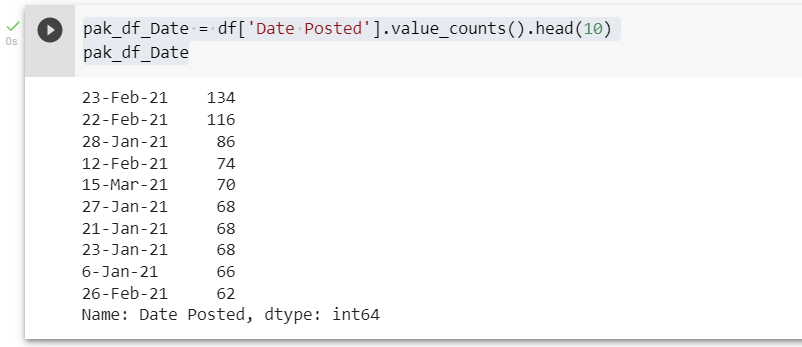 0s
pak_df_Date = df['Date Posted'].value_counts().head(10)
pak_df_Date
23-Feb-21    134
22-Feb-21    116
28-Jan-21     86
12-Feb-21     74
15-Mar-21     70
27-Jan-21     68
21-Jan-21     68
23-Jan-21     68
6-Jan-21      66
26-Feb-21     62
Name: Date Posted, dtype: int64